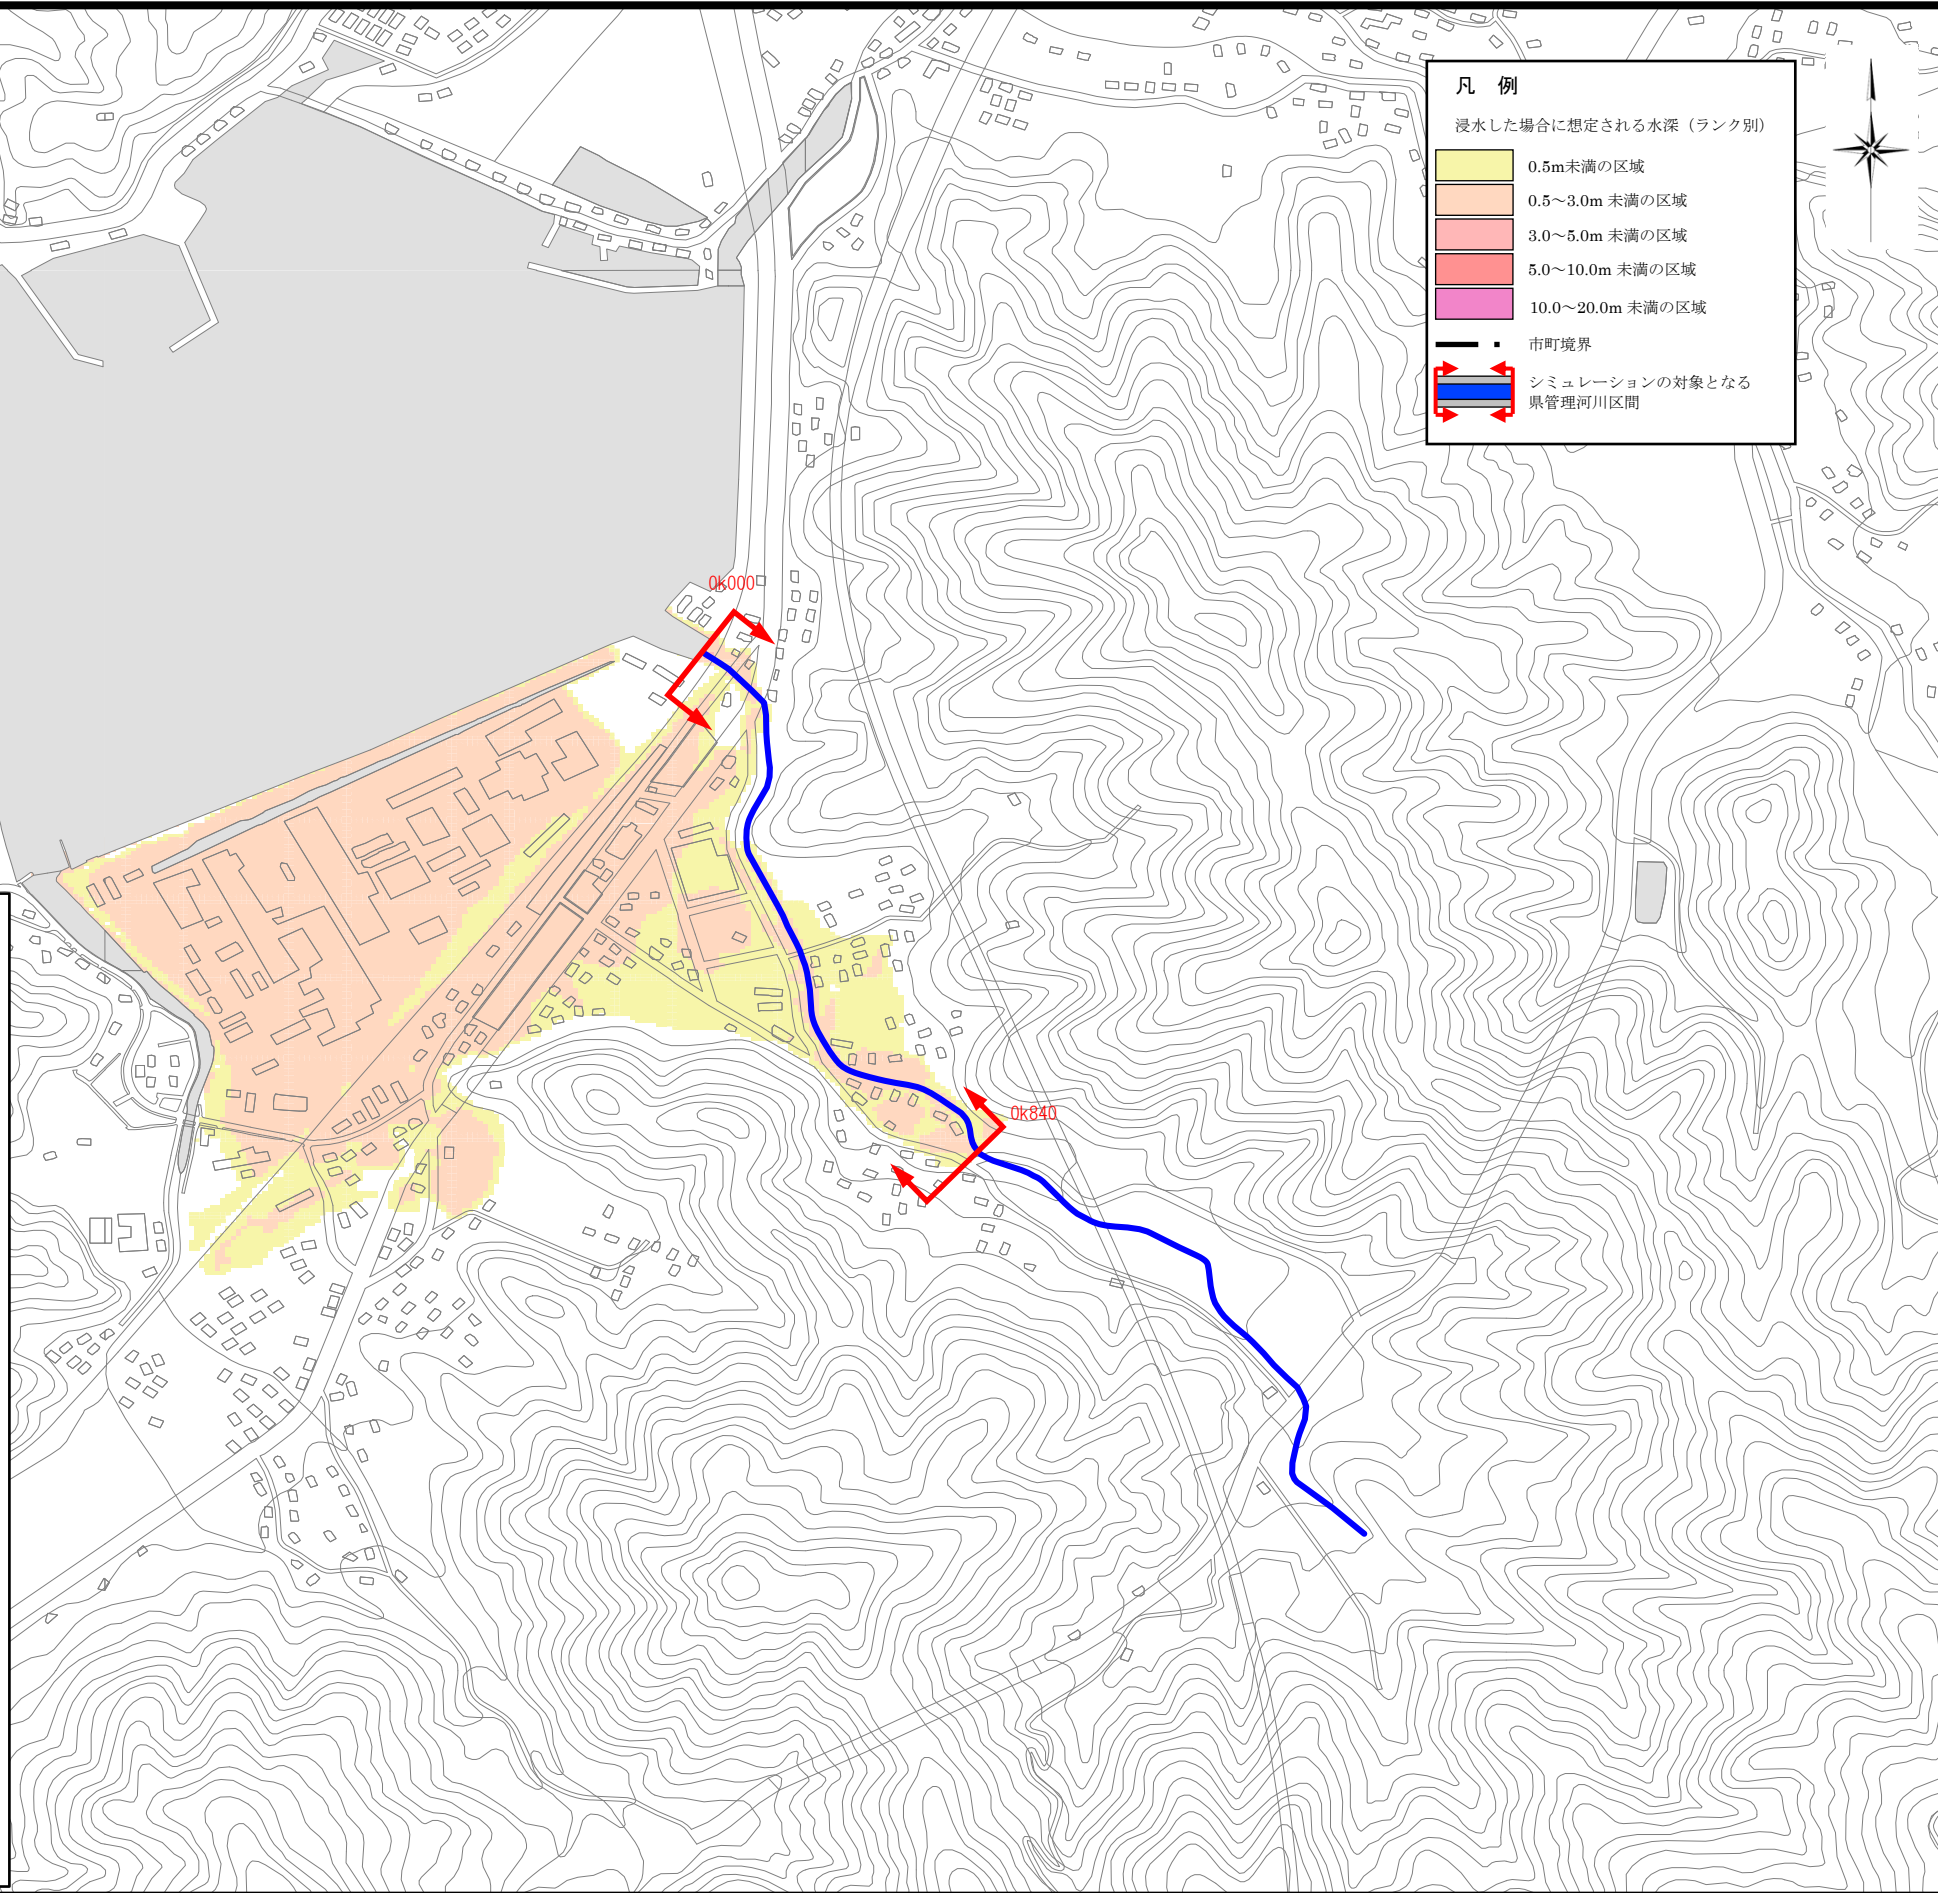 凡 例
浸水した場合に想定される水深（ランク別）
0.5m未満の区域
0.5～3.0m 未満の区域
3.0～5.0m 未満の区域
5.0～10.0m 未満の区域
10.0～20.0m 未満の区域
市町境界
シミュレーションの対象となる
県管理河川区間
0k000
0k840